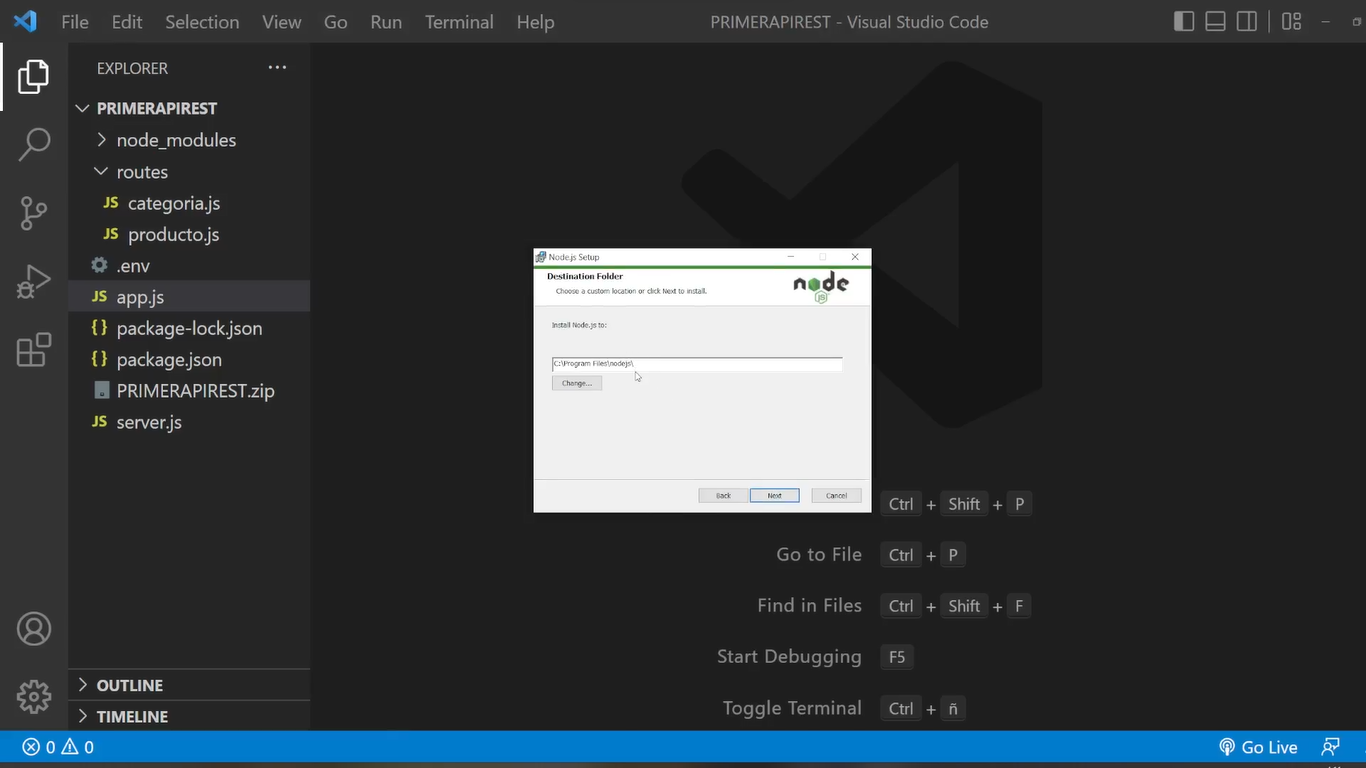 File Edit Selection View Go Run Terminal Help PRIMERAPIREST - Visual Studio Code
EXPLORER
PRIMERAPIREST
node_modules
routes
JS categoria.js
JS producto.js
.env
JS app.js
{} package-lock.json
{} package.json
PRIMERAPIREST.zip
JS server.js
OUTLINE
TIMELINE
Node.js Setup
Destination Folder
Choose a custom location or click Next to install.
node
JS
Install Node.js to:
C:\Program Files\nodejs\
Change...
Back Next Cancel
Ctrl + Shift + P
Go to File Ctrl + P
Find in Files Ctrl + Shift + F
Start Debugging F5
Toggle Terminal Ctrl + ñ
0 0 Go Live